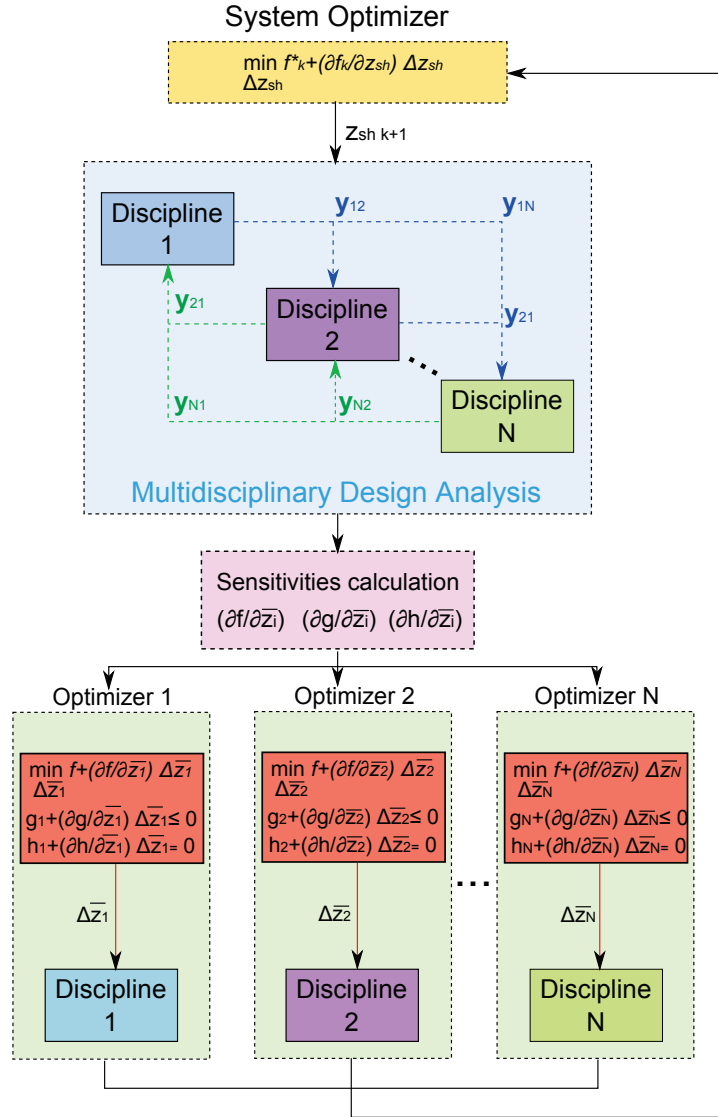 System Optimizer
min f*k+(∂fk/∂zsh) Δzsh
Δzsh
zsh k+1
Discipline
1
y12
y1N
y21
Discipline
2
y21
yN1
yN2
Discipline
N
Multidisciplinary Design Analysis
Sensitivities calculation
(∂f/∂z̅i) (∂g/∂z̅i) (∂h/∂z̅i)
Optimizer 1
Optimizer 2
Optimizer N
min f+(∂f/∂z̅1) Δz̅1
Δz̅1
g1+(∂g/∂z̅1) Δz̅1≤ 0
h1+(∂h/∂z̅1) Δz̅1= 0
min f+(∂f/∂z̅2) Δz̅2
Δz̅2
g2+(∂g/∂z̅2) Δz̅2≤ 0
h2+(∂h/∂z̅2) Δz̅2= 0
min f+(∂f/∂z̅N) Δz̅N
Δz̅N
gN+(∂g/∂z̅N) Δz̅N≤ 0
hN+(∂h/∂z̅N) Δz̅N= 0
...
Δz̅1
Δz̅2
Δz̅N
Discipline
1
Discipline
2
Discipline
N